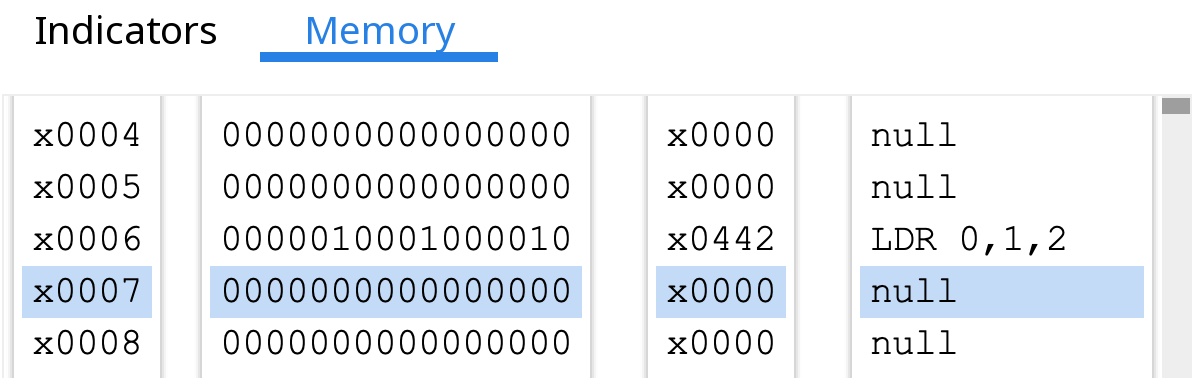 Indicators Memory
x0004 0000000000000000 x0000 null
x0005 0000000000000000 x0000 null
x0006 0000010001000010 x0442 LDR 0,1,2
x0007 0000000000000000 x0000 null
x0008 0000000000000000 x0000 null